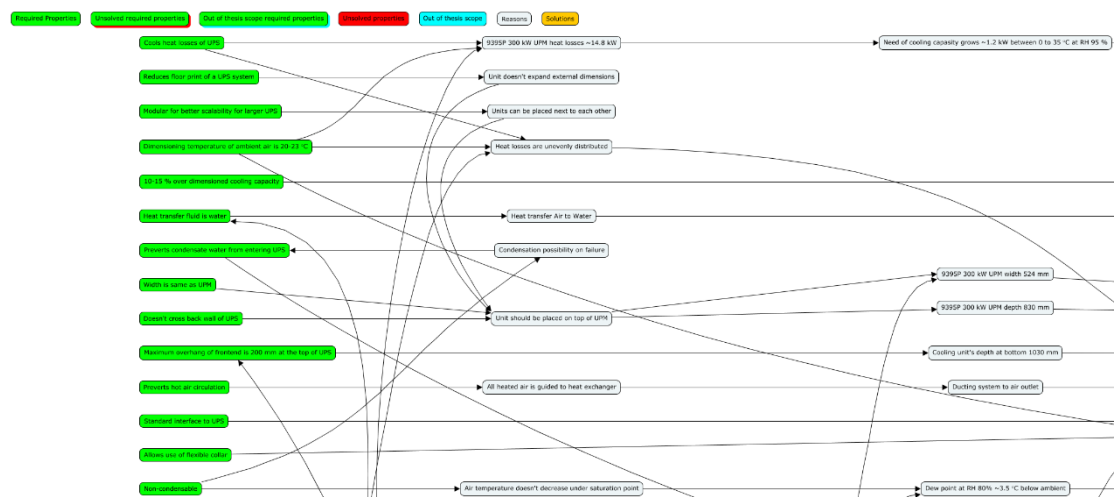 Required Properties
Unsolved required properties
Out of thesis scope required properties
Unsolved properties
Out of thesis scope
Reasons
Solutions
Cools heat losses of UPS
939SP 300 kW UPM heat losses ~14.8 kW
Need of cooling capacity grows ~1.2 kW between 0 to 35 °C at RH 95 %
Reduces floor print of a UPS system
Unit doesn't expand external dimensions
Moduler for better scalability for larger UPS
Units can be placed next to each other
Dimensioning temperature of ambient air is 20-23 °C
Heat losses are unevenly distributed
10-15 % over dimensioned cooling capacity
Heat transfer fluid is water
Heat transfer Air to Water
Prevents condensate water from entering UPS
Condensation possibility on failure
939SP 300 kW UPM width 524 mm
Width is same as UPM
939SP 300 kW UPM depth 830 mm
Doesn't cross back wall of UPS
Unit should be placed on top of UPM
Maximum overhang of frontend is 200 mm at the top of UPS
Cooling unit's depth at bottom 1030 mm
Prevents hot air circulation
All heated air is guided to heat exchanger
Ducting system to air outlet
Standard interface to UPS
Allows use of flexible collar
Non-condensable
Air temperature doesn't decrease under saturation point
Dew point at RH 80% ~3.5 °C below ambient